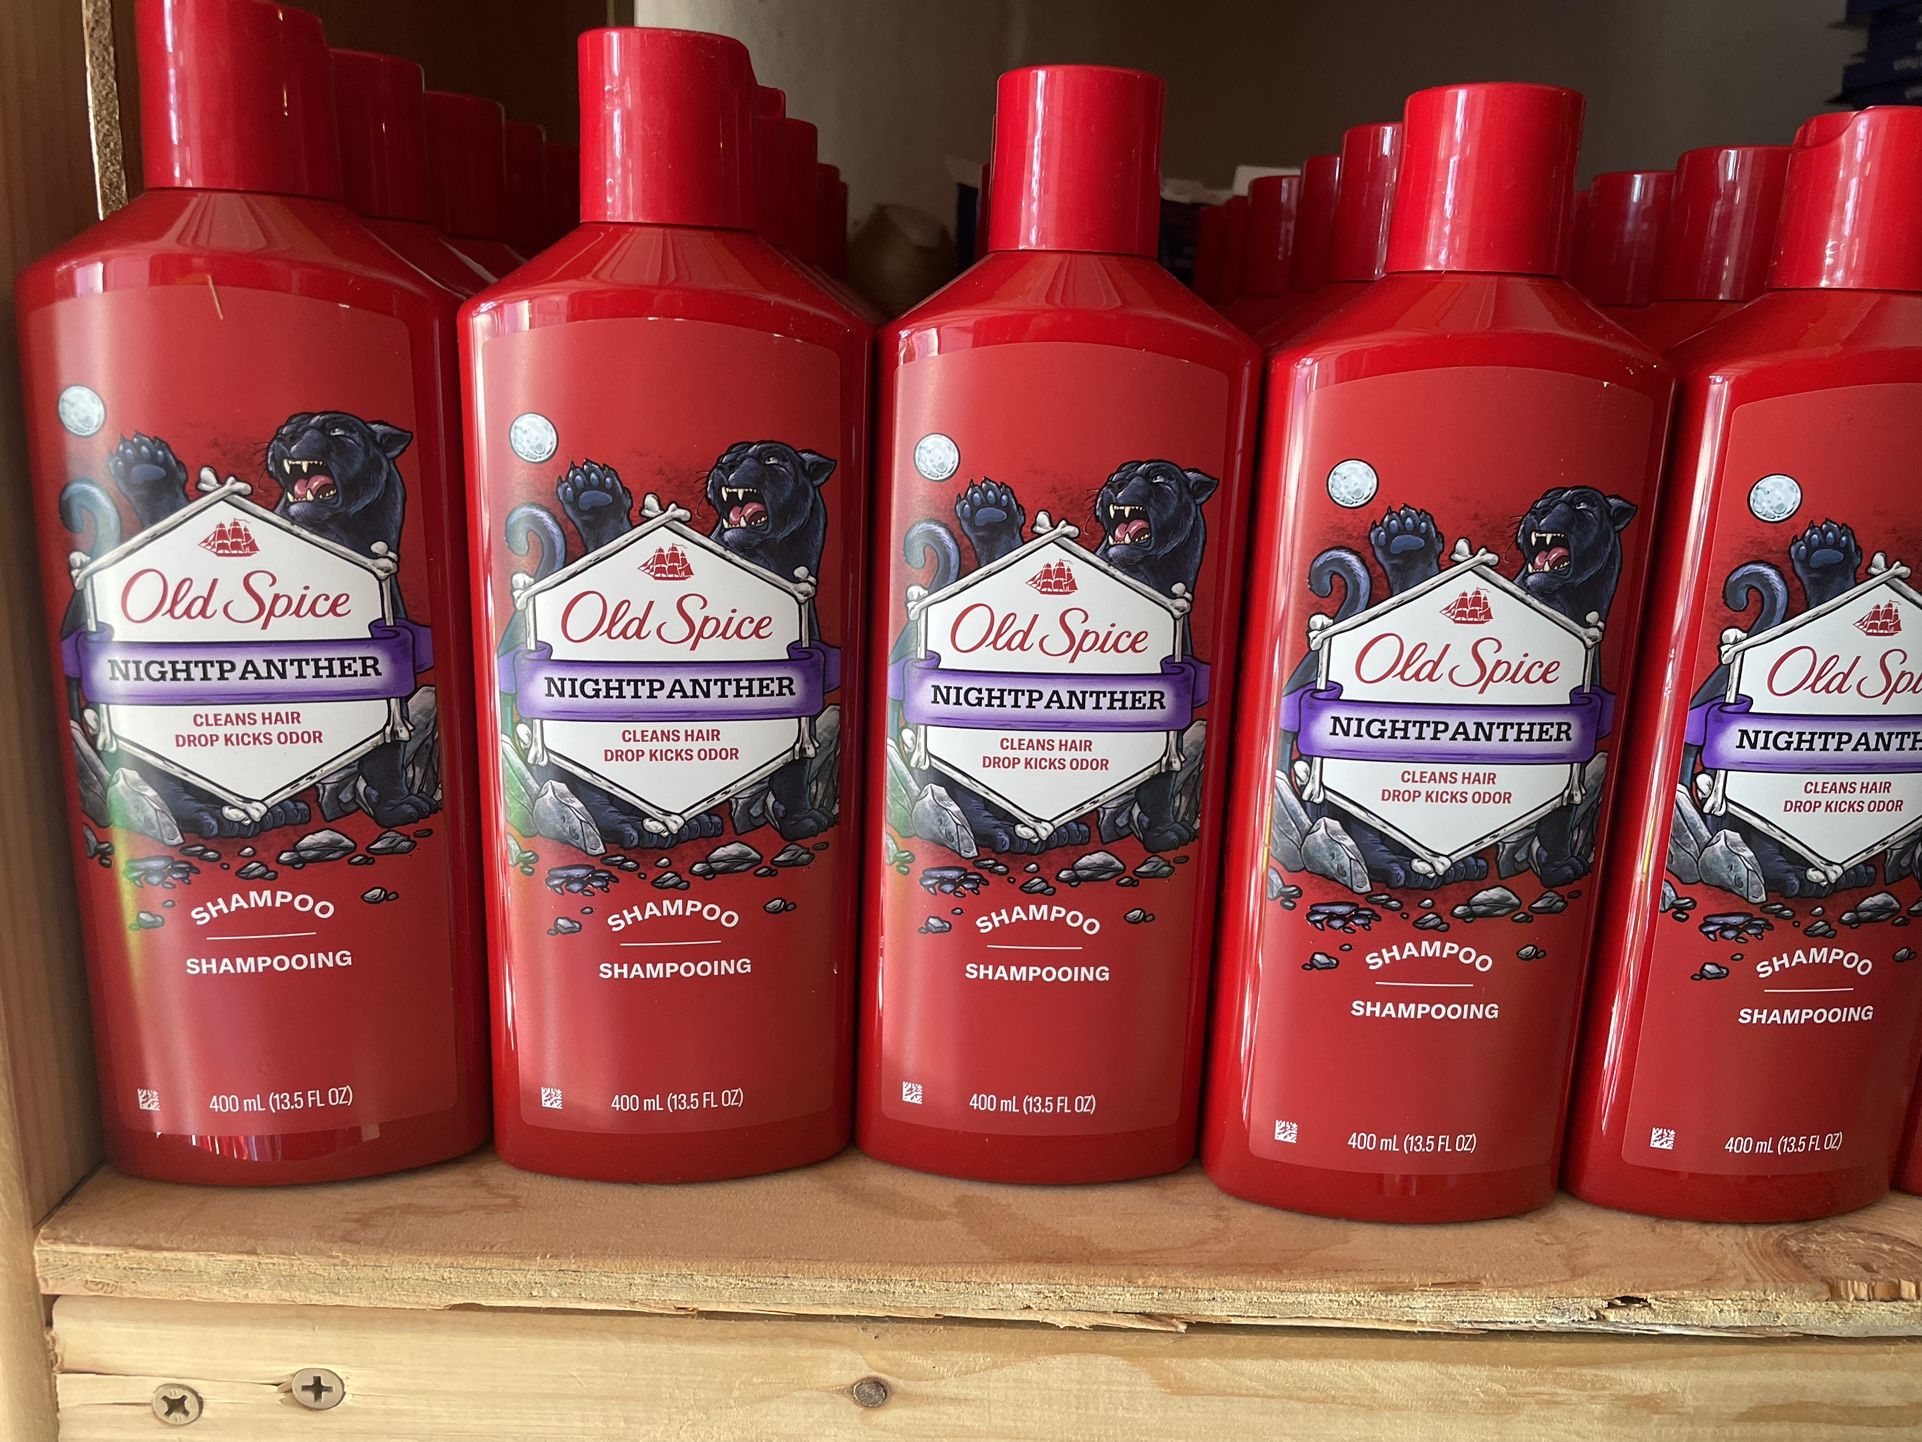 Old Spice
NIGHTPANTHER
CLEANS HAIR
DROP KICKS ODOR
SHAMPOO
SHAMPOOING
400 mL (13.5 FL OZ)
Old Spice
NIGHTPANTHER
CLEANS HAIR
DROP KICKS ODOR
SHAMPOO
SHAMPOOING
400 mL (13.5 FL OZ)
Old Spice
NIGHTPANTHER
CLEANS HAIR
DROP KICKS ODOR
SHAMPOO
SHAMPOOING
400 mL (13.5 FL OZ)
Old Spice
NIGHTPANTHER
CLEANS HAIR
DROP KICKS ODOR
SHAMPOO
SHAMPOOING
400 mL (13.5 FL OZ)
Old Spi
NIGHTPANTH
CLEANS HAIR
DROP KICKS ODOR
SHAMPOO
SHAMPOOING
400 mL (13.5 FL OZ)